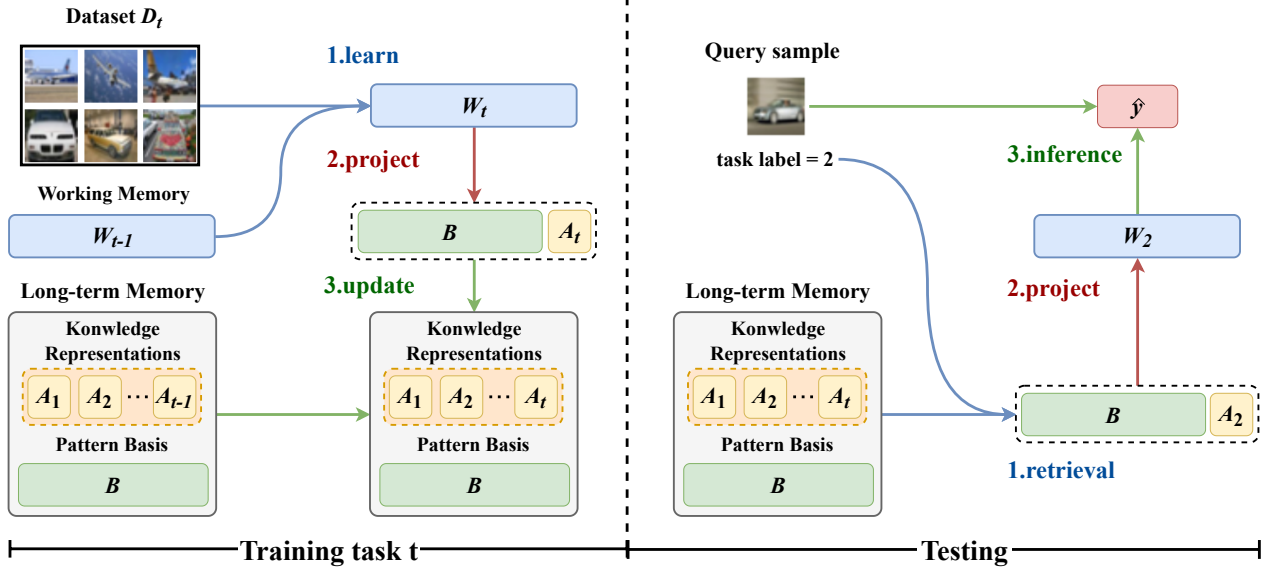 Dataset D_t
1.learn
W_t
2.project
Working Memory
W_{t-1}
B
A_t
3.update
Long-term Memory
Konwledge
Representations
A_1 A_2 ··· A_{t-1}
Pattern Basis
B
Konwledge
Representations
A_1 A_2 ··· A_t
Pattern Basis
B
Training task t
Query sample
task label = 2
ŷ
3.inference
W_2
2.project
Long-term Memory
Konwledge
Representations
A_1 A_2 ··· A_t
Pattern Basis
B
B
A_2
1.retrieval
Testing